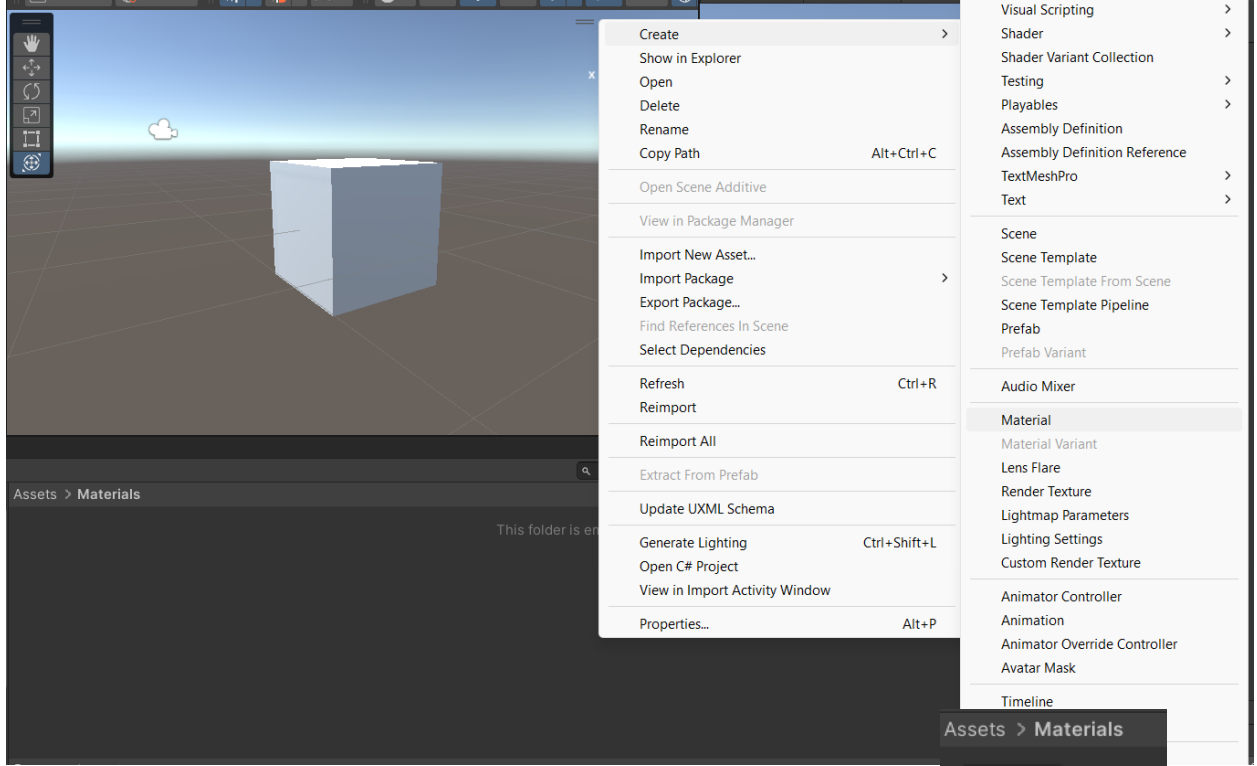 x
Assets > Materials
This folder is em
Create
Show in Explorer
Open
Delete
Rename
Copy Path Alt+Ctrl+C
Open Scene Additive
View in Package Manager
Import New Asset...
Import Package
Export Package...
Find References In Scene
Select Dependencies
Refresh Ctrl+R
Reimport
Reimport All
Extract From Prefab
Update UXML Schema
Generate Lighting Ctrl+Shift+L
Open C# Project
View in Import Activity Window
Properties... Alt+P
Visual Scripting
Shader
Shader Variant Collection
Testing
Playables
Assembly Definition
Assembly Definition Reference
TextMeshPro
Text
Scene
Scene Template
Scene Template From Scene
Scene Template Pipeline
Prefab
Prefab Variant
Audio Mixer
Material
Material Variant
Lens Flare
Render Texture
Lightmap Parameters
Lighting Settings
Custom Render Texture
Animator Controller
Animation
Animator Override Controller
Avatar Mask
Timeline
Assets > Materials